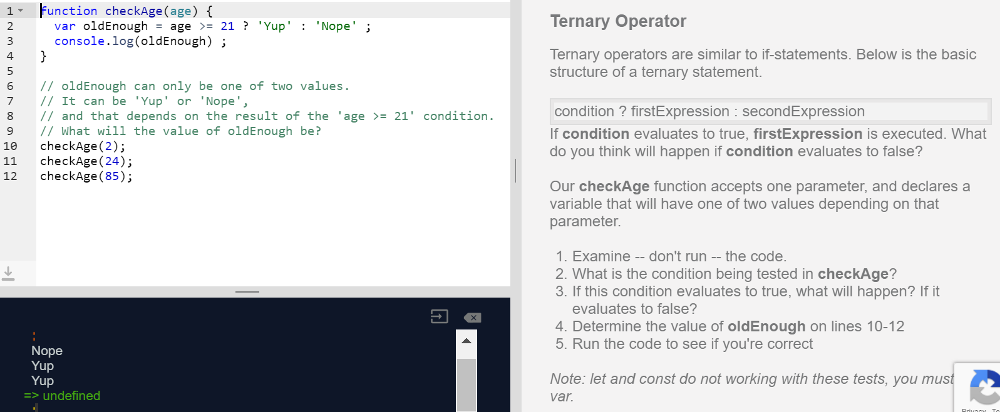 1 function checkAge(age) {
2 var oldEnough = age >= 21 ? 'Yup' : 'Nope' ;
3 console.log(oldEnough) ;
4 }
5
6 // oldEnough can only be one of two values.
7 // It can be 'Yup' or 'Nope',
8 // and that depends on the result of the 'age >= 21' condition.
9 // What will the value of oldEnough be?
10 checkAge(2);
11 checkAge(24);
12 checkAge(85);
Nope
Yup
Yup
=> undefined
Ternary Operator
Ternary operators are similar to if-statements. Below is the basic
structure of a ternary statement.
condition ? firstExpression : secondExpression
If condition evaluates to true, firstExpression is executed. What
do you think will happen if condition evaluates to false?
Our checkAge function accepts one parameter, and declares a
variable that will have one of two values depending on that
parameter.
1. Examine -- don't run -- the code.
2. What is the condition being tested in checkAge?
3. If this condition evaluates to true, what will happen? If it
evaluates to false?
4. Determine the value of oldEnough on lines 10-12
5. Run the code to see if you're correct
Note: let and const do not working with these tests, you must
var.